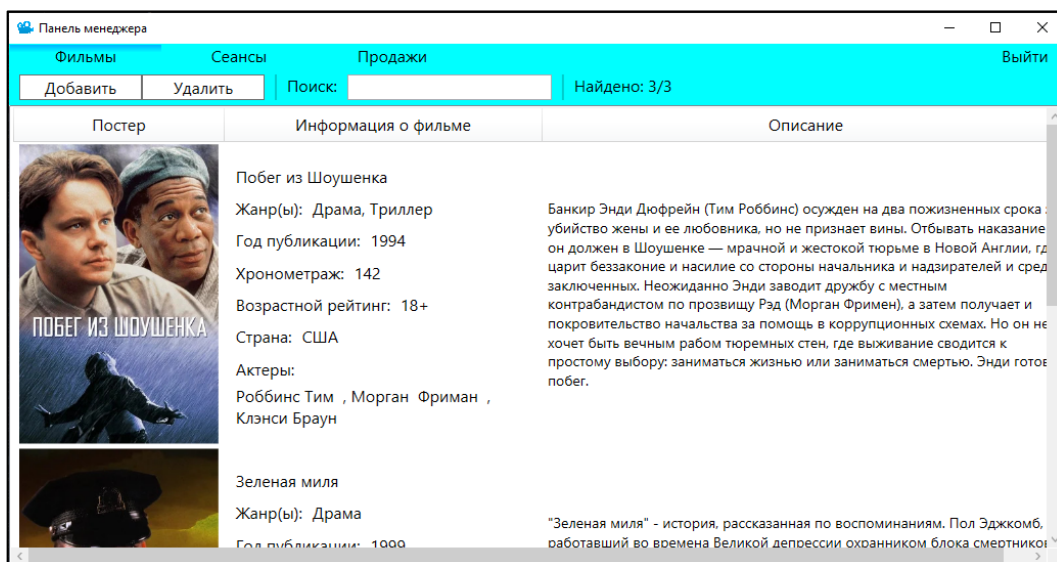 Панель менеджера
Фильмы Сеансы Продажи Выйти
Добавить Удалить Поиск: Найдено: 3/3
Постер Информация о фильме Описание
ПОБЕГ ИЗ ШОУШЕНКА
Побег из Шоушенка
Жанр(ы): Драма, Триллер
Год публикации: 1994
Хронометраж: 142
Возрастной рейтинг: 18+
Страна: США
Актеры:
Роббинс Тим , Морган Фриман ,
Клэнси Браун
Банкир Энди Дюфрейн (Тим Роббинс) осужден на два пожизненных срока
убийство жены и ее любовника, но не признает вины. Отбывать наказание
он должен в Шоушенке — мрачной и жестокой тюрьме в Новой Англии,
царит беззаконие и насилие со стороны начальника и надзирателей и
заключенных. Неожиданно Энди заводит дружбу с местным
контрабандистом по прозвищу Рэд (Морган Фримен), а затем получает и
покровительство начальства за помощь в коррупционных схемах. Но он не
хочет быть вечным рабом тюремных стен, где выживание сводится к
простому выбору: заниматься жизнью или заниматься смертью. Энди готов
побег.
Зеленая миля
Жанр(ы): Драма
Год публикации: 1999
"Зеленая миля" - история, рассказанная по воспоминаниям. Пол Эджкомб,
работавший во времена Великой депрессии охранником блока